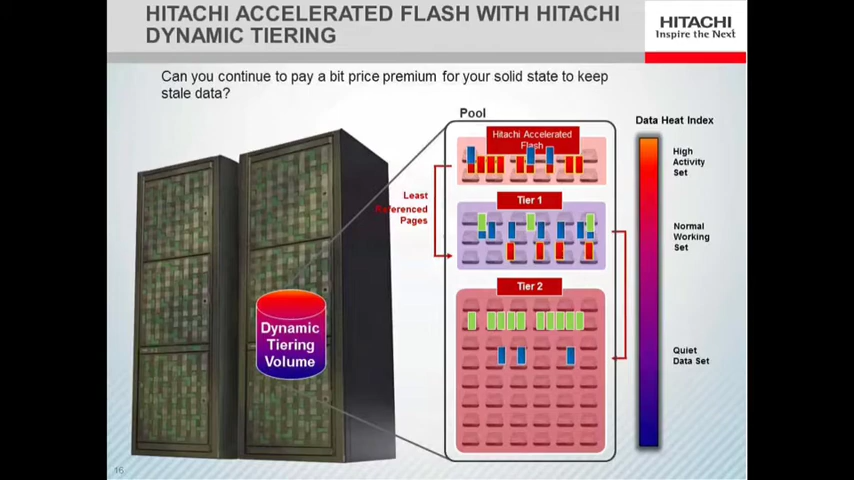 HITACHI ACCELERATED FLASH WITH HITACHI
DYNAMIC TIERING
HITACHI
Inspire the Next
Can you continue to pay a bit price premium for your solid state to keep
stale data?
Pool
Data Heat Index
Hitachi Accelerated
Flash
High
Activity
Set
Least
Referenced
Pages
Tier 1
Normal
Working
Set
Tier 2
Dynamic
Tiering
Volume
Quiet
Data Set
16